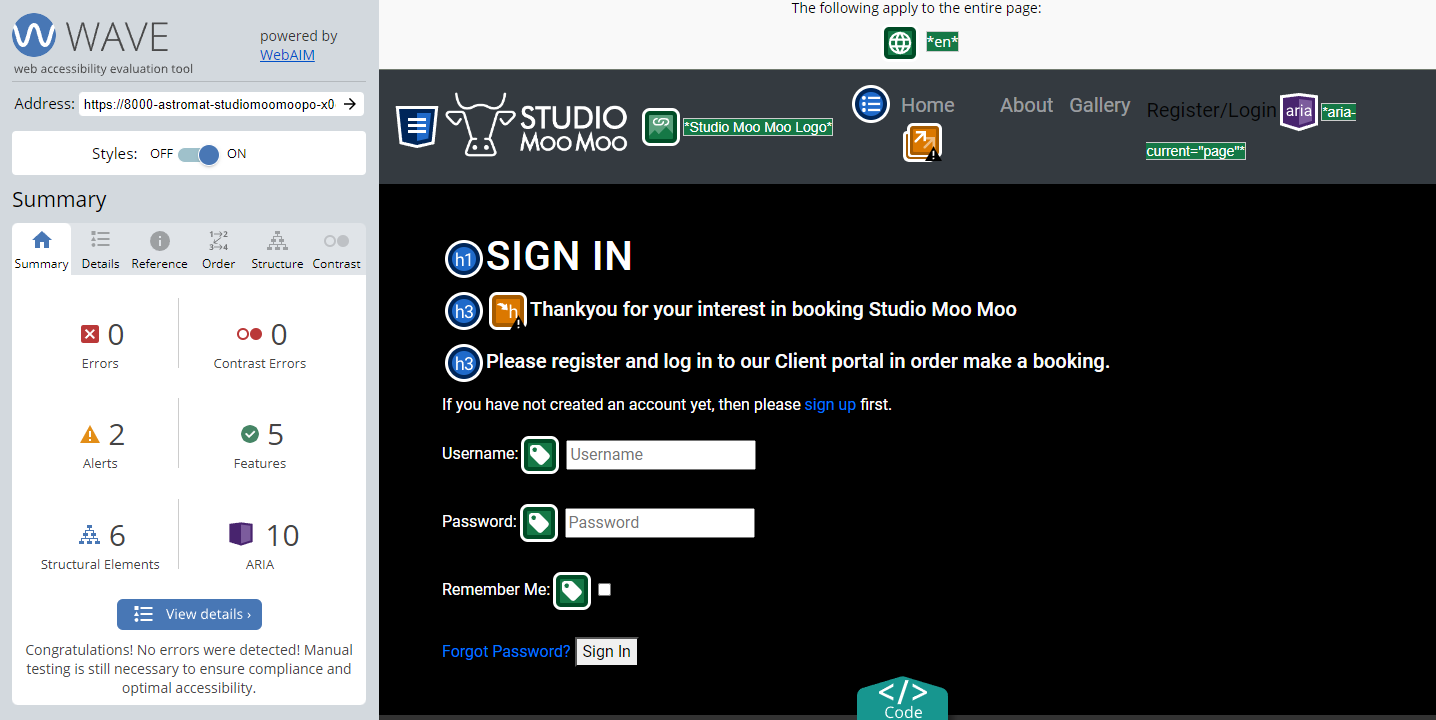 WAVE
web accessibility evaluation tool
powered by
WebAIM
Address: https://8000-astromat-studiomoomoopo-x0
Styles: OFF ON
Summary
Summary Details Reference Order Structure Contrast
0 0
Errors Contrast Errors
2 5
Alerts Features
6 10
Structural Elements ARIA
View details ›
Congratulations! No errors were detected! Manual
testing is still necessary to ensure compliance and
optimal accessibility.
The following apply to the entire page:
*en*
STUDIO
MOO MOO
*Studio Moo Moo Logo*
Home About Gallery Register/Login aria *aria-
current="page"*
h1 SIGN IN
h3 h Thankyou for your interest in booking Studio Moo Moo
h3 Please register and log in to our Client portal in order make a booking.
If you have not created an account yet, then please sign up first.
Username: Username
Password: Password
Remember Me:
Forgot Password? Sign In
</>
Code